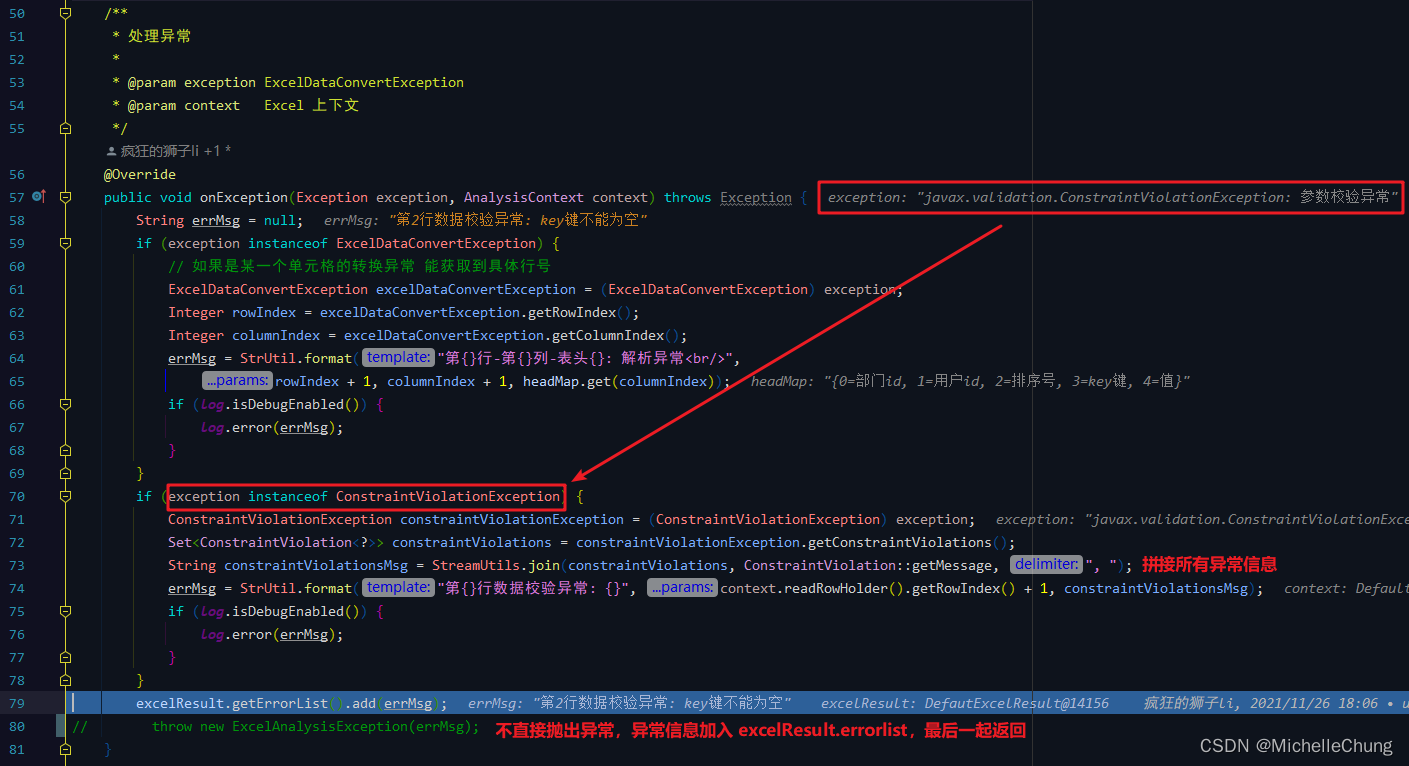 50 /**
51 * 处理异常
52 *
53 * @param exception ExcelDataConvertException
54 * @param context Excel 上下文
55 */
疯狂的狮子li +1 *
56 @Override
57 public void onException(Exception exception, AnalysisContext context) throws Exception { exception: "javax.validation.ConstraintViolationException: 参数校验异常"
58 String errMsg = null; errMsg: "第2行数据校验异常: key键不能为空"
59 if (exception instanceof ExcelDataConvertException) {
60 // 如果是某一个单元格的转换异常 能获取到具体行号
61 ExcelDataConvertException excelDataConvertException = (ExcelDataConvertException) exception;
62 Integer rowIndex = excelDataConvertException.getRowIndex();
63 Integer columnIndex = excelDataConvertException.getColumnIndex();
64 errMsg = StrUtil.format( template: "第{}行-第{}列-表头{}: 解析异常<br/>",
65 ...params: rowIndex + 1, columnIndex + 1, headMap.get(columnIndex)); headMap: "{0=部门id, 1=用户id, 2=排序号, 3=key键, 4=值}"
66 if (log.isDebugEnabled()) {
67 log.error(errMsg);
68 }
69 }
70 if (exception instanceof ConstraintViolationException) {
71 ConstraintViolationException constraintViolationException = (ConstraintViolationException) exception; exception: "javax.validation.ConstraintViolationExce
72 Set<ConstraintViolation<?>> constraintViolations = constraintViolationException.getConstraintViolations();
73 String constraintViolationsMsg = StreamUtils.join(constraintViolations, ConstraintViolation::getMessage, delimiter: ", "); 拼接所有异常信息
74 errMsg = StrUtil.format( template: "第{}行数据校验异常: {}", ...params: context.readRowHolder().getRowIndex() + 1, constraintViolationsMsg); context: Default
75 if (log.isDebugEnabled()) {
76 log.error(errMsg);
77 }
78 }
79 excelResult.getErrorList().add(errMsg); errMsg: "第2行数据校验异常: key键不能为空" excelResult: DefautExcelResult@14156 疯狂的狮子Li, 2021/11/26 18:06 • u
80 // throw new ExcelAnalysisException(errMsg); 不直接抛出异常，异常信息加入 excelResult.errorlist，最后一起返回
81 }
CSDN @MichelleChung